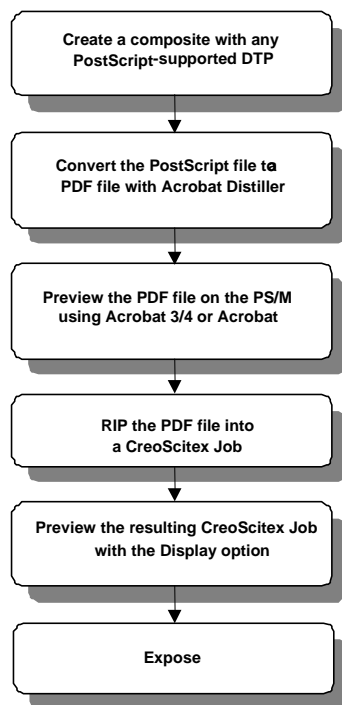 Create a composite with any
PostScript-supported DTP
Convert the PostScript file to a
PDF file with Acrobat Distiller
Preview the PDF file on the PS/M
using Acrobat 3/4 or Acrobat
RIP the PDF file into
a CreoScitex Job
Preview the resulting CreoScitex Job
with the Display option
Expose